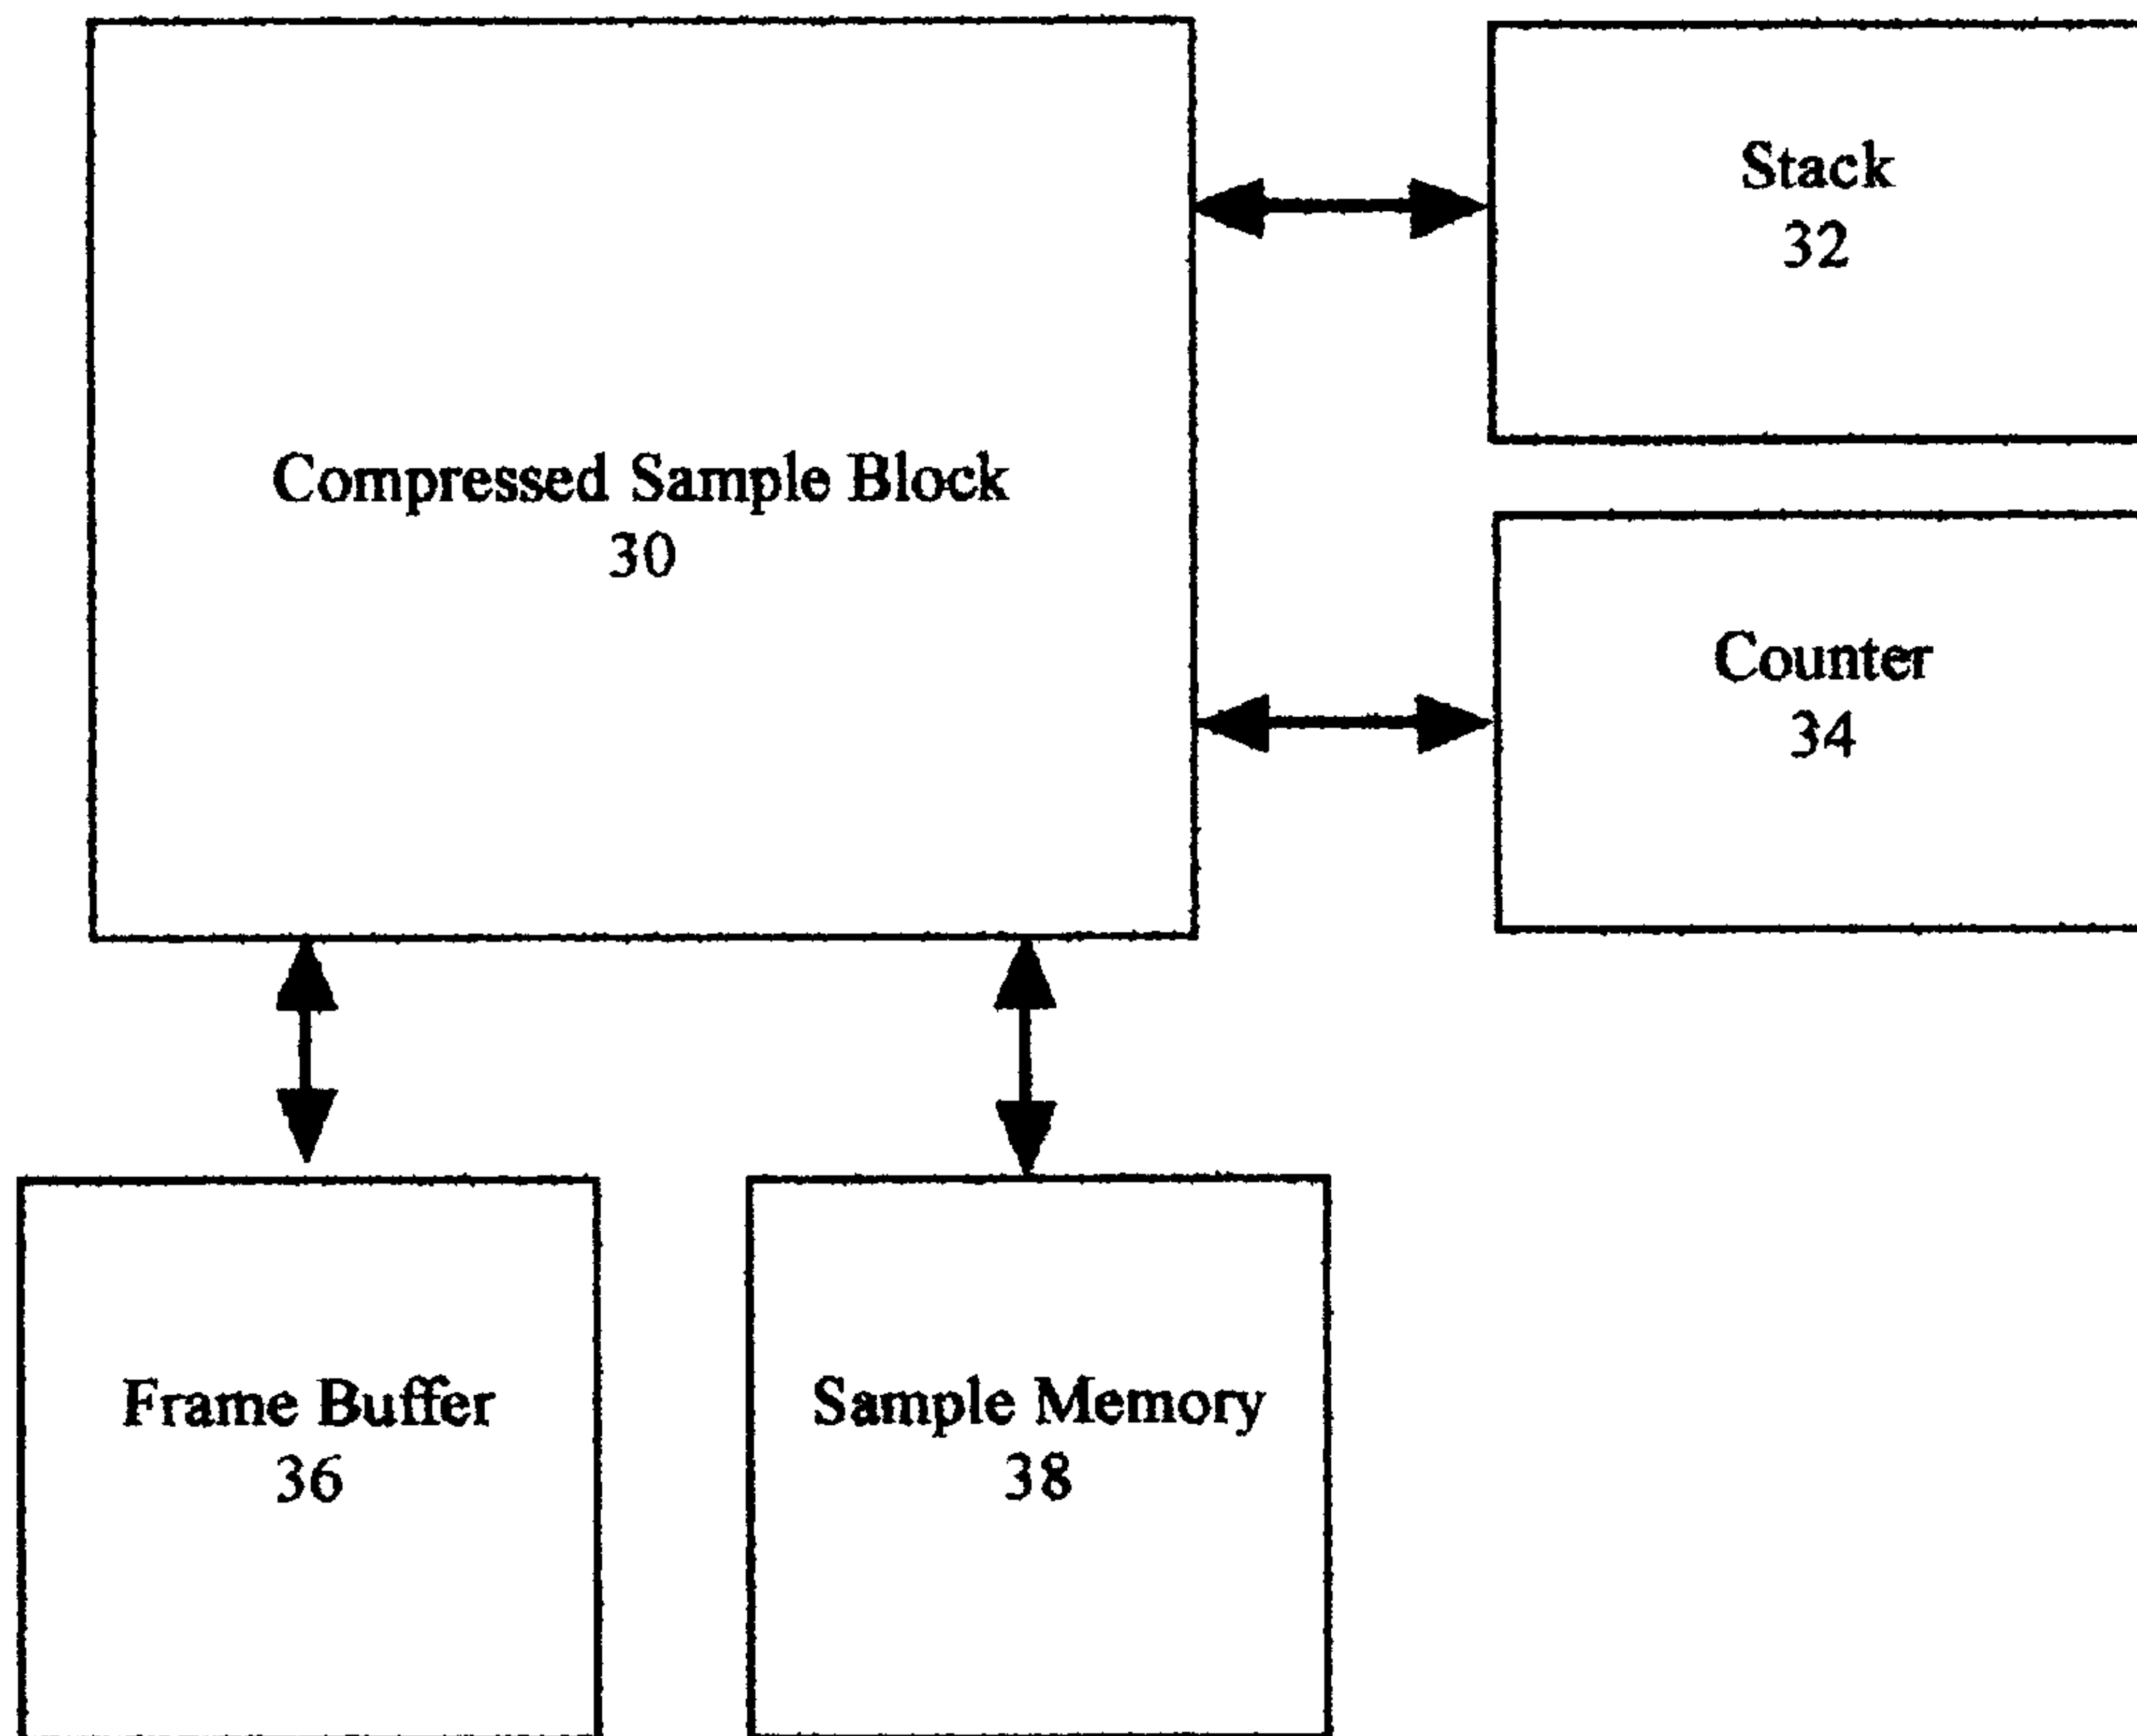 Stack
32
Compressed Sample Block
30
Counter
34
Frame Buffer
36
Sample Memory
38